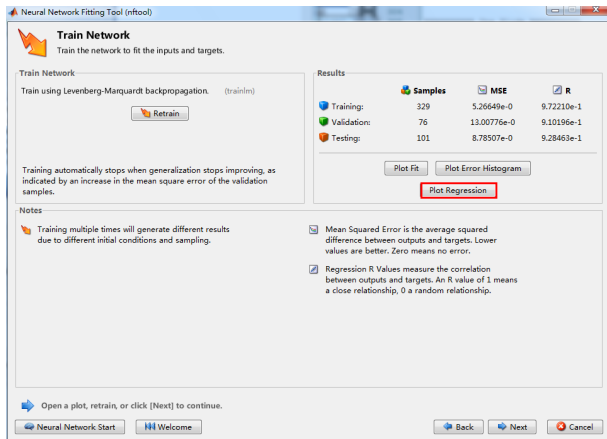 Neural Network Fitting Tool (nftool)
Train Network
Train the network to fit the inputs and targets.
Train Network
Train using Levenberg-Marquardt backpropagation. (trainlm)
Retrain
Training automatically stops when generalization stops improving, as
indicated by an increase in the mean square error of the validation
samples.
Results
Samples MSE R
Training: 329 5.26649e-0 9.72210e-1
Validation: 76 13.00776e-0 9.10196e-1
Testing: 101 8.78507e-0 9.28463e-1
Plot Fit Plot Error Histogram
Plot Regression
Notes
Training multiple times will generate different results
due to different initial conditions and sampling.
Mean Squared Error is the average squared
difference between outputs and targets. Lower
values are better. Zero means no error.
Regression R Values measure the correlation
between outputs and targets. An R value of 1 means
a close relationship, 0 a random relationship.
Open a plot, retrain, or click [Next] to continue.
Neural Network Start Welcome Back Next Cancel